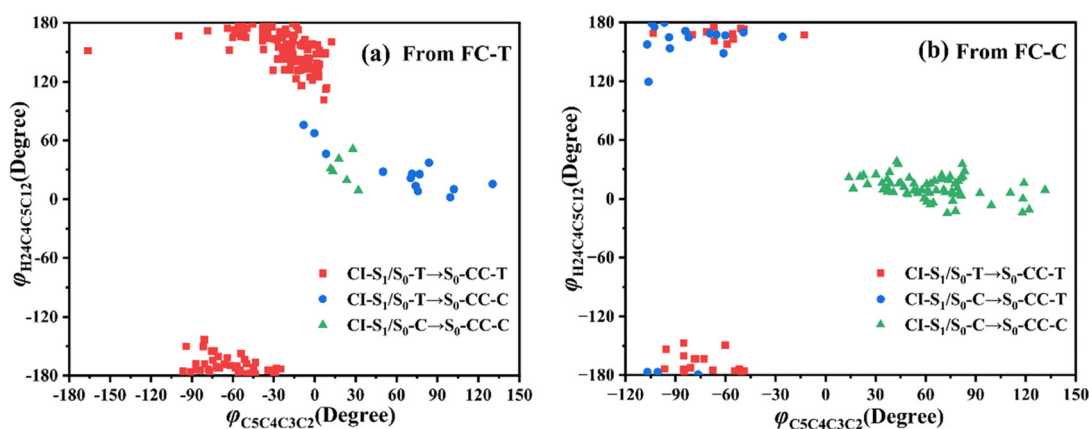 180
120
60
0
-60
-120
-180
φH24C4C5C12(Degree)
(a) From FC-T
CI-S1/S0-T→S0-CC-T
CI-S1/S0-T→S0-CC-C
CI-S1/S0-C→S0-CC-C
-180 -150 -120 -90 -60 -30 0 30 60 90 120 150
φC5C4C3C2(Degree)
180
120
60
0
−60
−120
−180
φH24C4C5C12(Degree)
(b) From FC-C
CI-S1/S0-T→S0-CC-T
CI-S1/S0-C→S0-CC-T
CI-S1/S0-C→S0-CC-C
−120 −90 −60 −30 0 30 60 90 120 150
φC5C4C3C2(Degree)